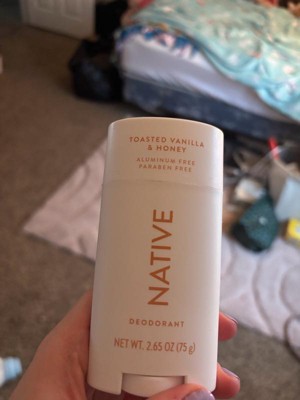 TOASTED VANILLA
& HONEY
ALUMINUM FREE
PARABEN FREE
NATIVE
DEODORANT
NET WT. 2.65 OZ (75 g)